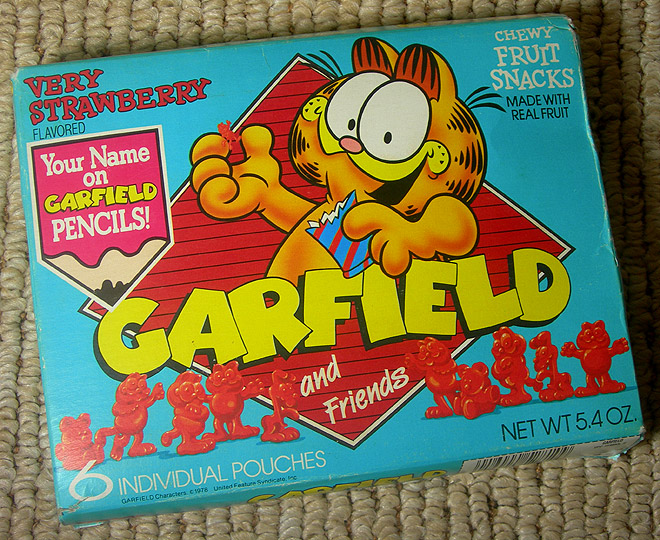 VERY
STRAWBERRY
FLAVORED
CHEWY
FRUIT
SNACKS
MADE WITH
REAL FRUIT
Your Name
on
GARFIELD
PENCILS!
GARFIELD
and
Friends
NET WT 5.4 OZ.
6 INDIVIDUAL POUCHES
GARFIELD Characters. © 1978 United Feature Syndicate, Inc.
GARFIELD